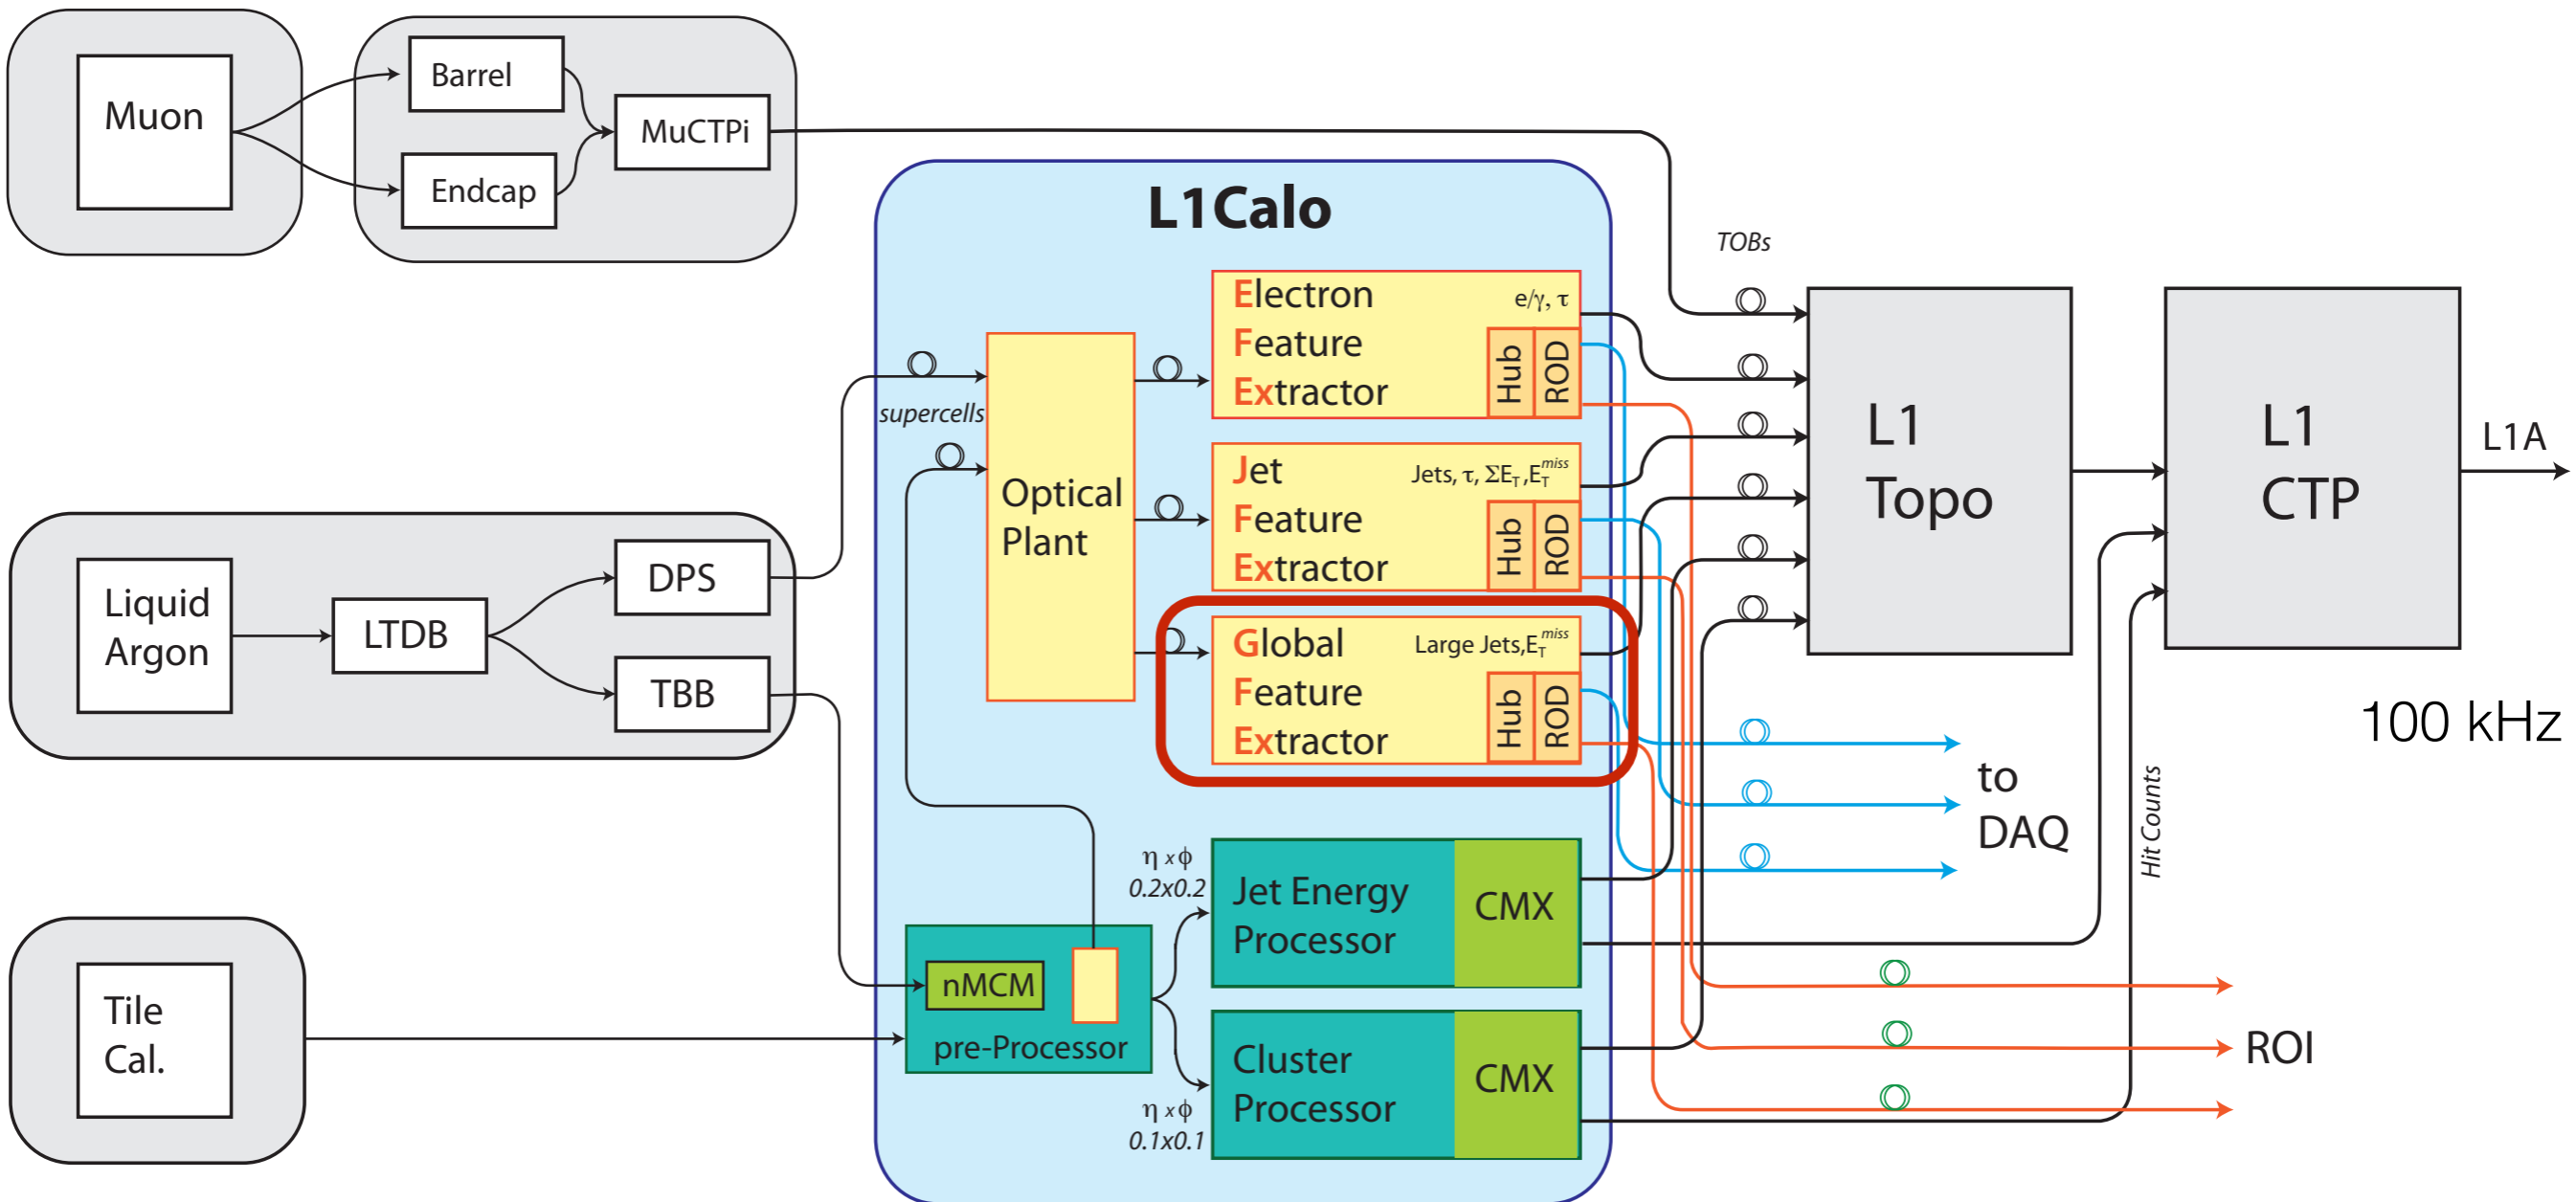 Muon
Barrel
Endcap
MuCTPi
L1Calo
TOBs
Electron
e/γ, τ
Feature
Extractor
Hub
ROD
supercells
Optical
Plant
Jet
Jets, τ, ΣE_T,E_T^miss
Feature
Extractor
Hub
ROD
Global
Large Jets,E_T^miss
Feature
Extractor
Hub
ROD
L1
Topo
L1
CTP
L1A
100 kHz
Liquid
Argon
LTDB
DPS
TBB
to
DAQ
Hit Counts
η x ϕ
0.2x0.2
Jet Energy
Processor
CMX
nMCM
pre-Processor
Tile
Cal.
Cluster
Processor
CMX
η x ϕ
0.1x0.1
ROI